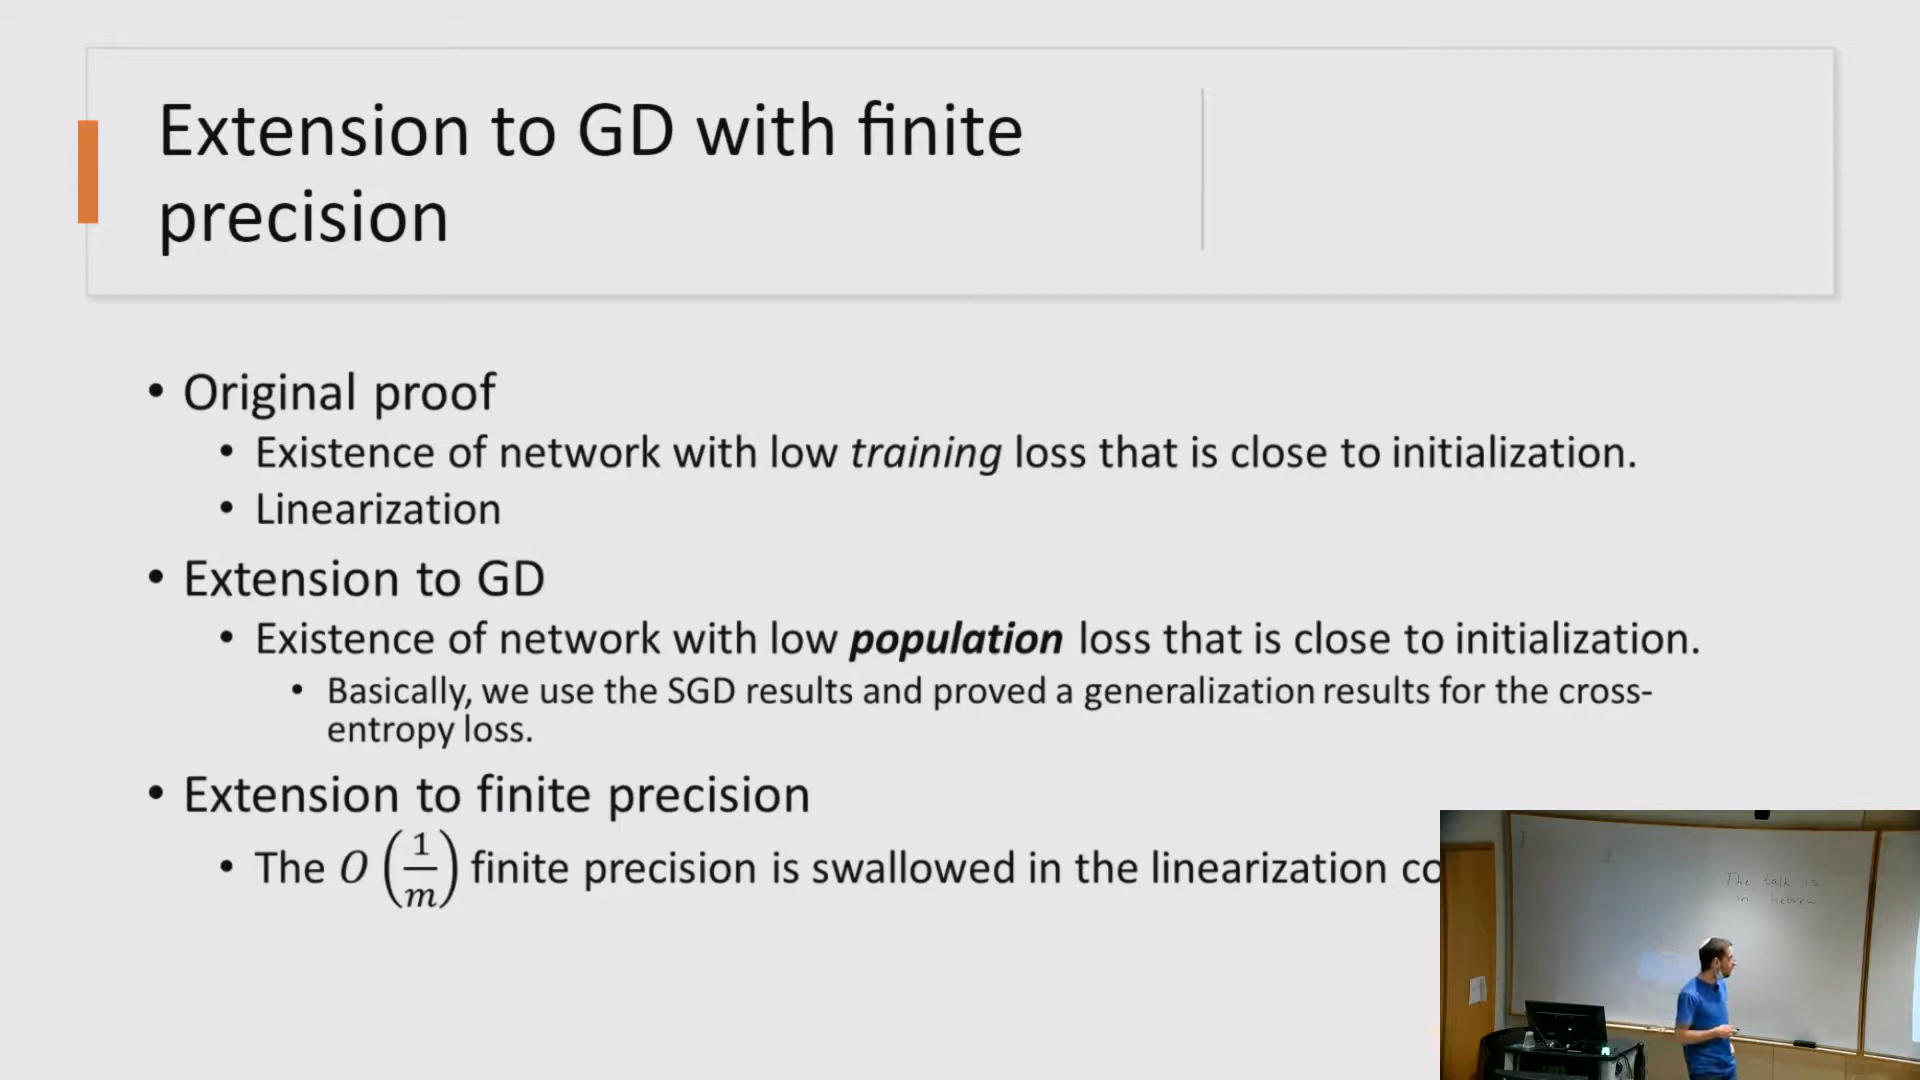 Extension to GD with finite
precision
• Original proof
• Existence of network with low training loss that is close to initialization.
• Linearization
• Extension to GD
• Existence of network with low population loss that is close to initialization.
• Basically, we use the SGD results and proved a generalization results for the cross-
entropy loss.
• Extension to finite precision
• The O(1/m) finite precision is swallowed in the linearization co
The talk is
in Hebrew